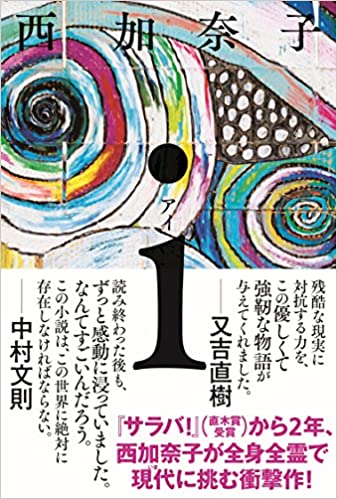 西加奈子
i
アイ
残酷な現実に
対抗する力を、
この優しくて
強靭な物語が
与えてくれました。
──又吉直樹
読み終わった後も、
ずっと感動に浸っていました。
なんてすごいんだろう。
この小説は、この世界に絶対に
存在しなければならない。
──中村文則
『サラバ!』(直木賞受賞)から2年、
西加奈子が全身全霊で
現代に挑む衝撃作!